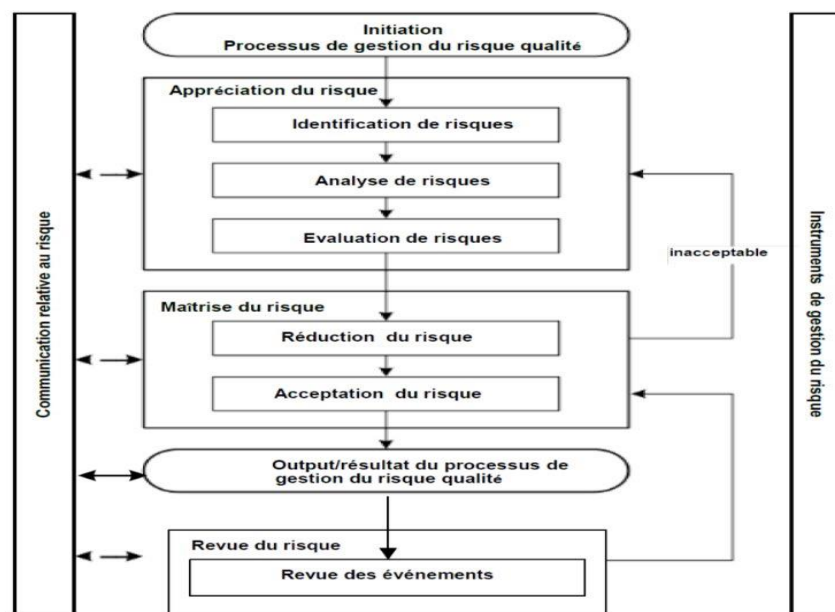 Initiation
Processus de gestion du risque qualité
Appréciation du risque
Identification de risques
Analyse de risques
Evaluation de risques
inacceptable
Maîtrise du risque
Réduction du risque
Acceptation du risque
Output/résultat du processus de
gestion du risque qualité
Revue du risque
Revue des événements
Communication relative au risque
Instruments de gestion du risque